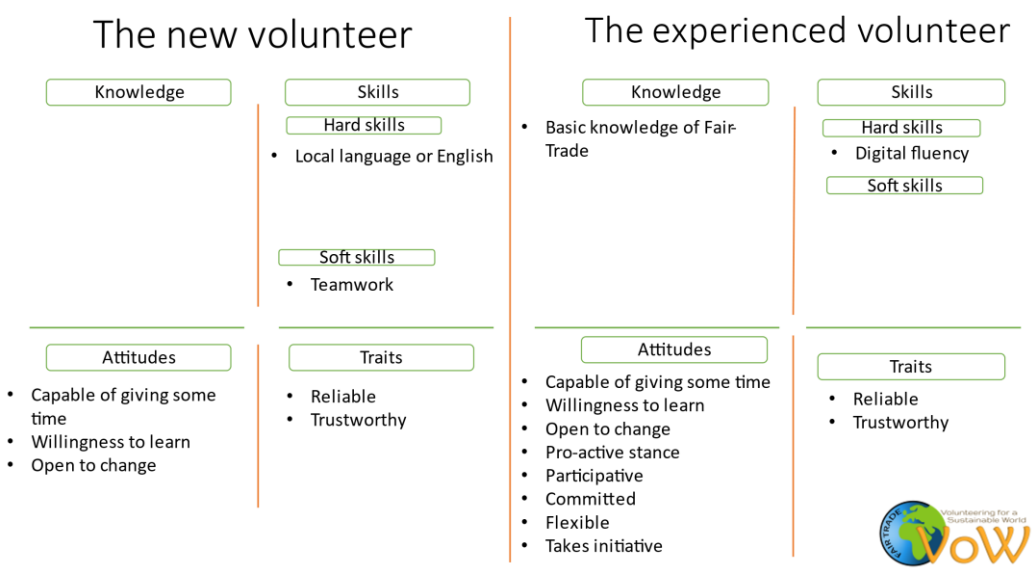 The new volunteer
Knowledge
Skills
Hard skills
• Local language or English
Soft skills
• Teamwork
Attitudes
• Capable of giving some
time
• Willingness to learn
• Open to change
Traits
• Reliable
• Trustworthy
The experienced volunteer
Knowledge
• Basic knowledge of Fair-
Trade
Skills
Hard skills
• Digital fluency
Soft skills
Attitudes
• Capable of giving some time
• Willingness to learn
• Open to change
• Pro-active stance
• Participative
• Committed
• Flexible
• Takes initiative
Traits
• Reliable
• Trustworthy
FAIR TRADE
Volunteering for a
Sustainable World
VoW